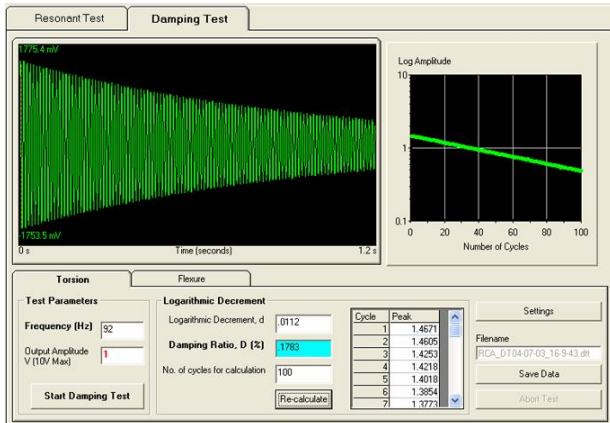 Resonant Test
Damping Test
1775.4 mV
-1753.5 mV
0 s
Time (seconds)
1.2 s
Log Amplitude
10
1
0.1
0 20 40 60 80 100
Number of Cycles
Torsion
Flexure
Test Parameters
Frequency (Hz) 92
Output Amplitude
V (10V Max) 1
Start Damping Test
Logarithmic Decrement
Logarithmic Decrement, d .0112
Damping Ratio, D (%) .1783
No. of cycles for calculation 100
Re-calculate
Cycle Peak
1 1.4671
2 1.4605
3 1.4253
4 1.4218
5 1.4018
6 1.3854
7 1.3773
Settings
Filename
RCA_DT04-07-03_16-9-43.dtt
Save Data
Abort Test